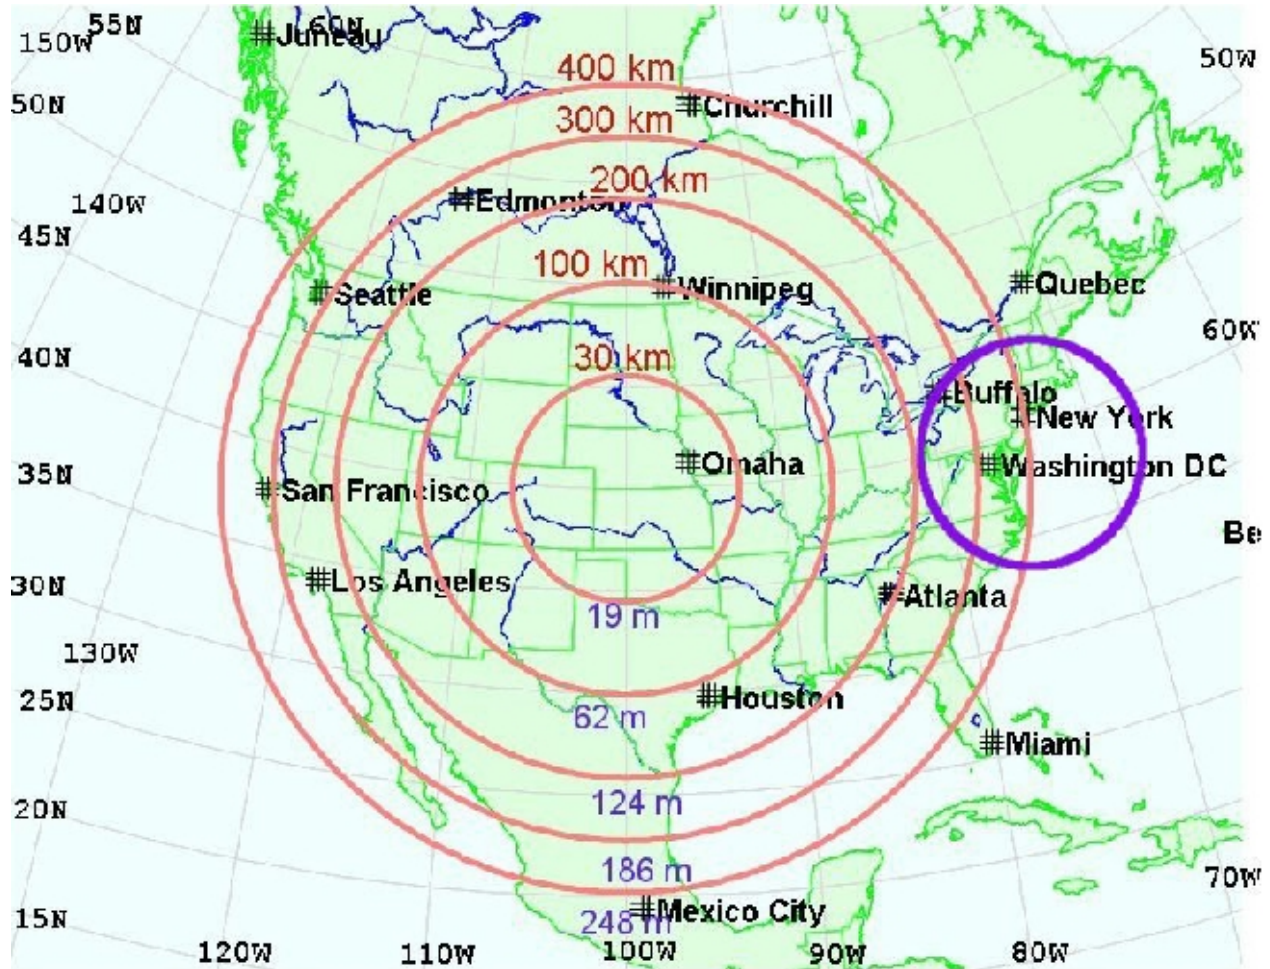 55N
60N
150W
Juneau
50W
400 km
50N
Churchill
300 km
200 km
Edmonton
140W
45N
100 km
Quebec
Winnipeg
Seattle
60W
40N
30 km
Buffalo
New York
Omaha
Washington DC
35N
San Francisco
Be
30N
Los Angeles
Atlanta
19 m
130W
25N
Houston
62 m
Miami
124 m
20N
186 m
70W
15N
Mexico City
248 m
120W
110W
100W
90W
80W